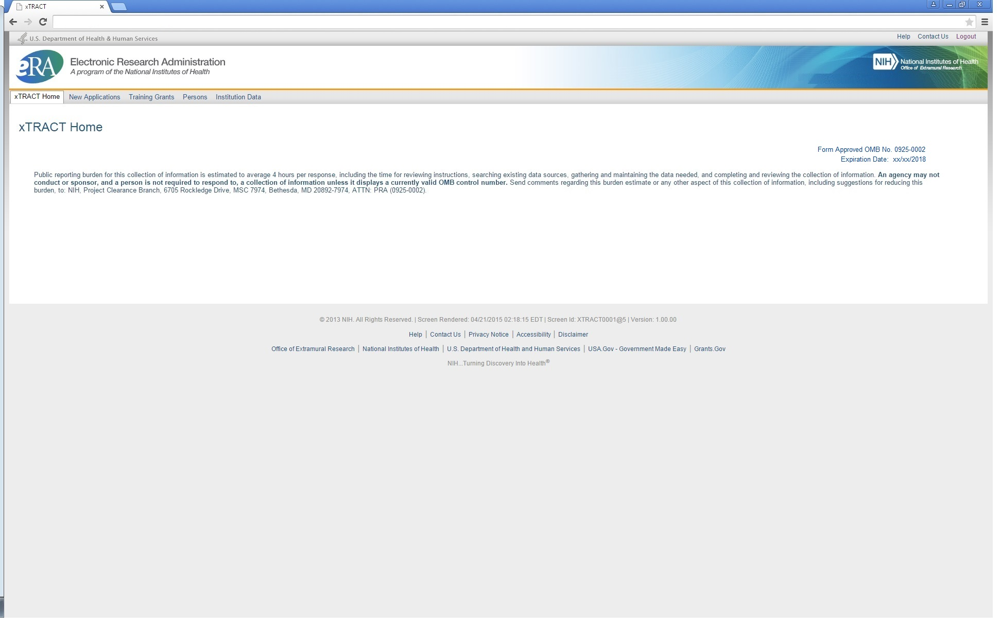 xTRACT
U.S. Department of Health & Human Services
Help Contact Us Logout
eRA
Electronic Research Administration
A program of the National Institutes of Health
NIH National Institutes of Health
Office of Extramural Research
xTRACT Home New Applications Training Grants Persons Institution Data
xTRACT Home
Form Approved OMB No. 0925-0002
Expiration Date: xx/xx/2018
Public reporting burden for this collection of information is estimated to average 4 hours per response, including the time for reviewing instructions, searching existing data sources, gathering and maintaining the data needed, and completing and reviewing the collection of information. An agency may not
conduct or sponsor, and a person is not required to respond to, a collection of information unless it displays a currently valid OMB control number. Send comments regarding this burden estimate or any other aspect of this collection of information, including suggestions for reducing this
burden, to: NIH, Project Clearance Branch, 6705 Rockledge Drive, MSC 7974, Bethesda, MD 20892-7974, ATTN: PRA (0925-0002).
© 2013 NIH. All Rights Reserved. | Screen Rendered: 04/21/2015 02:18:15 EDT | Screen Id: XTRACT0001@5 | Version: 1.00.00
Help | Contact Us | Privacy Notice | Accessibility | Disclaimer
Office of Extramural Research | National Institutes of Health | U.S. Department of Health and Human Services | USA.Gov - Government Made Easy | Grants.Gov
NIH...Turning Discovery Into Health®